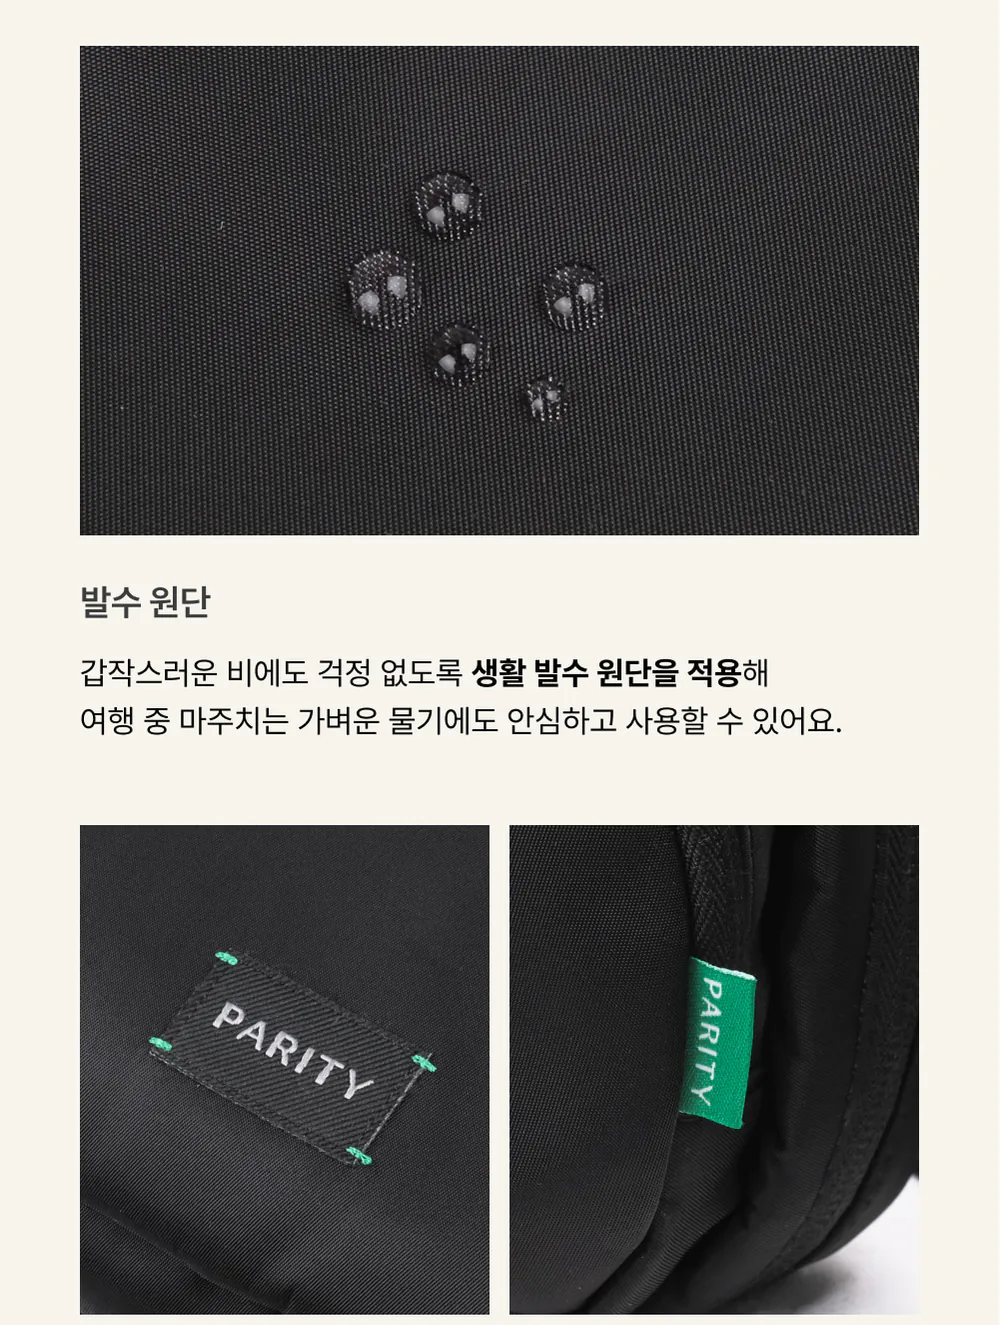 발수 원단
갑작스러운 비에도 걱정 없도록 생활 발수 원단을 적용해
여행 중 마주치는 가벼운 물기에도 안심하고 사용할 수 있어요.
PARITY
PARITY